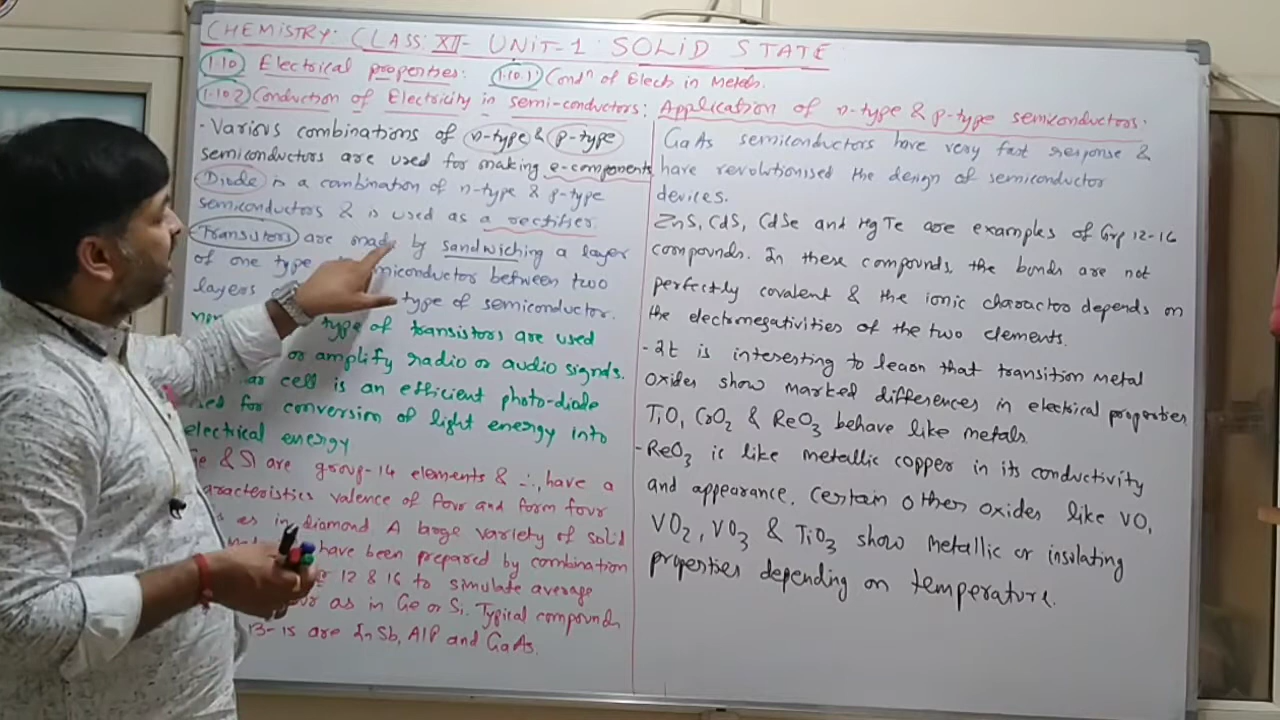 CHEMISTRY: CLASS: XII- UNIT-1: SOLID STATE
1.10 Electrical properties: 1.10.1 Condⁿ of Elect in Metals.
1.10.2 Conduction of Electricity in semi-conductors: Application of n-type & p-type semiconductors:
- Various combinations of n-type & p-type
semiconductors are used for making e-components
Diode is a combination of n-type & p-type
semiconductors & is used as a rectifier.
Transistors are made by sandwiching a layer
of one type semiconductor between two
layers type of semiconductor.
type of transistors are used
or amplify radio or audio signals.
cell is an efficient photo-diode
for conversion of light energy into
electrical energy
& Si are group-14 elements & ∴, have a
characteristics valence of four and form four
as in diamond. A large variety of solid
have been prepared by combination
12 & 16 to simulate average
as in Ge or Si. Typical compounds
13-15 are InSb, AlP and GaAs.
GaAs semiconductors have very fast response &
have revolutionised the design of semiconductor
devices.
ZnS, CdS, CdSe and HgTe are examples of Grp 12-16
compounds. In these compounds, the bonds are not
perfectly covalent & the ionic character depends on
the electronegativities of the two elements.
- It is interesting to learn that transition metal
oxides show marked differences in electrical properties
TiO, CrO₂ & ReO₃ behave like metals.
- ReO₃ is like metallic copper in its conductivity
and appearance. Certain other oxides like VO,
VO₂, VO₃ & TiO₃ show metallic or insulating
properties depending on temperature.